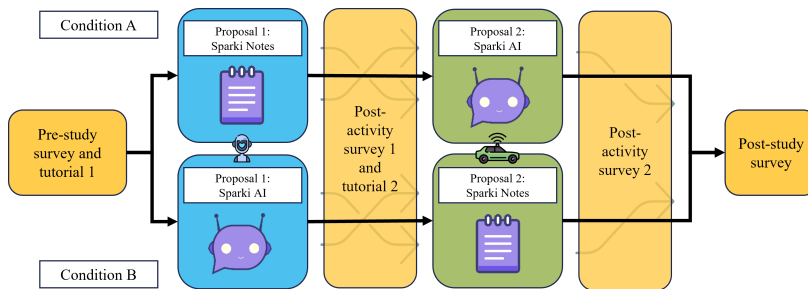 Condition A
Proposal 1:
Sparki Notes
Proposal 2:
Sparki AI
Pre-study
survey and
tutorial 1
Post-
activity
survey 1
and
tutorial 2
Post-
activity
survey 2
Post-study
survey
Proposal 1:
Sparki AI
Proposal 2:
Sparki Notes
Condition B